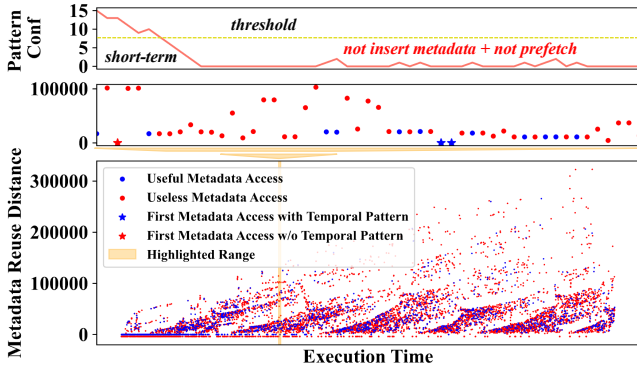 Pattern
Conf
15
10
5
0
threshold
short-term
not insert metadata + not prefetch
100000
0
Metadata Reuse Distance
300000
200000
100000
0
Useful Metadata Access
Useless Metadata Access
First Metadata Access with Temporal Pattern
First Metadata Access w/o Temporal Pattern
Highlighted Range
Execution Time